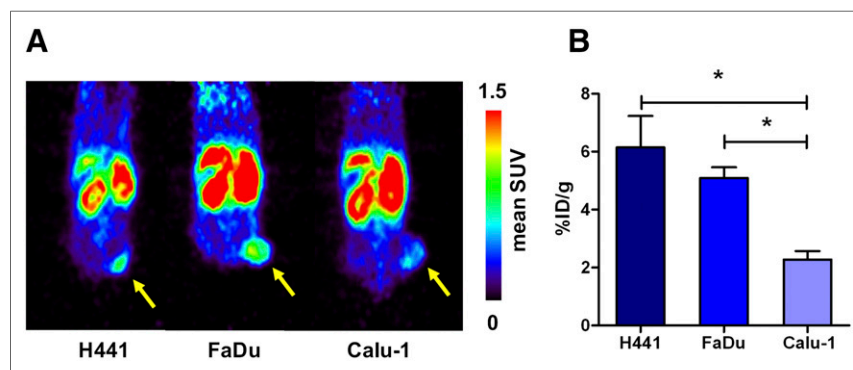 A
H441
FaDu
Calu-1
1.5
mean SUV
0
B
*
*
8
6
4
2
0
%ID/g
H441
FaDu
Calu-1